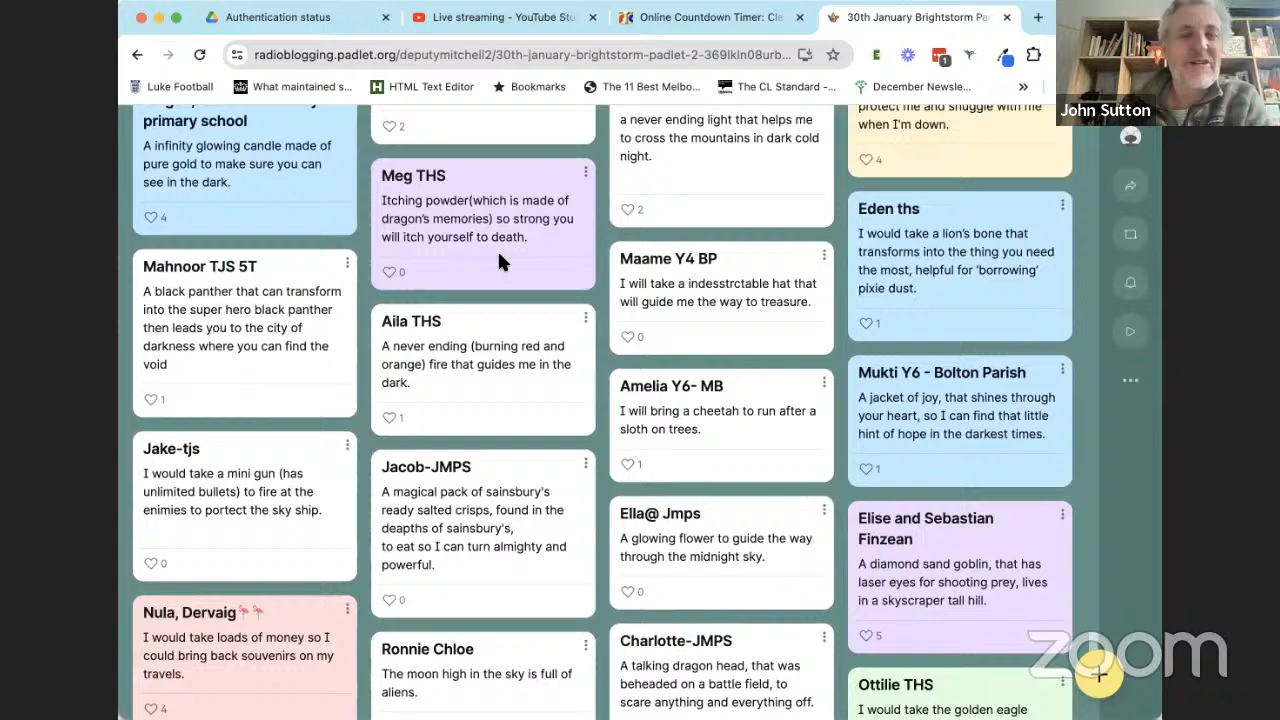 Authentication status
Live streaming - YouTube Stu
Online Countdown Timer: Cle
30th January Brightstorm Pa
radioblogging.padlet.org/deputymitchell2/30th-january-brightstorm-padlet-2-369lkln08urb...
Luke Football
What maintained s...
HTML Text Editor
Bookmarks
The 11 Best Melbo...
The CL Standard -...
December Newsle...
John Sutton
primary school
A infinity glowing candle made of
pure gold to make sure you can
see in the dark.
4
Mahnoor TJS 5T
A black panther that can transform
into the super hero black panther
then leads you to the city of
darkness where you can find the
void
1
Jake-tjs
I would take a mini gun (has
unlimited bullets) to fire at the
enimies to portect the sky ship.
0
Nula, Dervaig🦩🦩
I would take loads of money so I
could bring back souvenirs on my
travels.
4
2
Meg THS
Itching powder(which is made of
dragon's memories) so strong you
will itch yourself to death.
0
Aila THS
A never ending (burning red and
orange) fire that guides me in the
dark.
1
Jacob-JMPS
A magical pack of sainsbury's
ready salted crisps, found in the
deapths of sainsbury's,
to eat so I can turn almighty and
powerful.
0
Ronnie Chloe
The moon high in the sky is full of
aliens.
a never ending light that helps me
to cross the mountains in dark cold
night.
2
Maame Y4 BP
I will take a indesstrctable hat that
will guide me the way to treasure.
0
Amelia Y6- MB
I will bring a cheetah to run after a
sloth on trees.
1
Ella@ Jmps
A glowing flower to guide the way
through the midnight sky.
0
Charlotte-JMPS
A talking dragon head, that was
beheaded on a battle field, to
scare anything and everything off.
protect me and snuggle with me
when I'm down.
4
Eden ths
I would take a lion's bone that
transforms into the thing you need
the most, helpful for 'borrowing'
pixie dust.
1
Mukti Y6 - Bolton Parish
A jacket of joy, that shines through
your heart, so I can find that little
hint of hope in the darkest times.
1
Elise and Sebastian
Finzean
A diamond sand goblin, that has
laser eyes for shooting prey, lives
in a skyscraper tall hill.
5
Ottilie THS
I would take the golden eagle
zoom